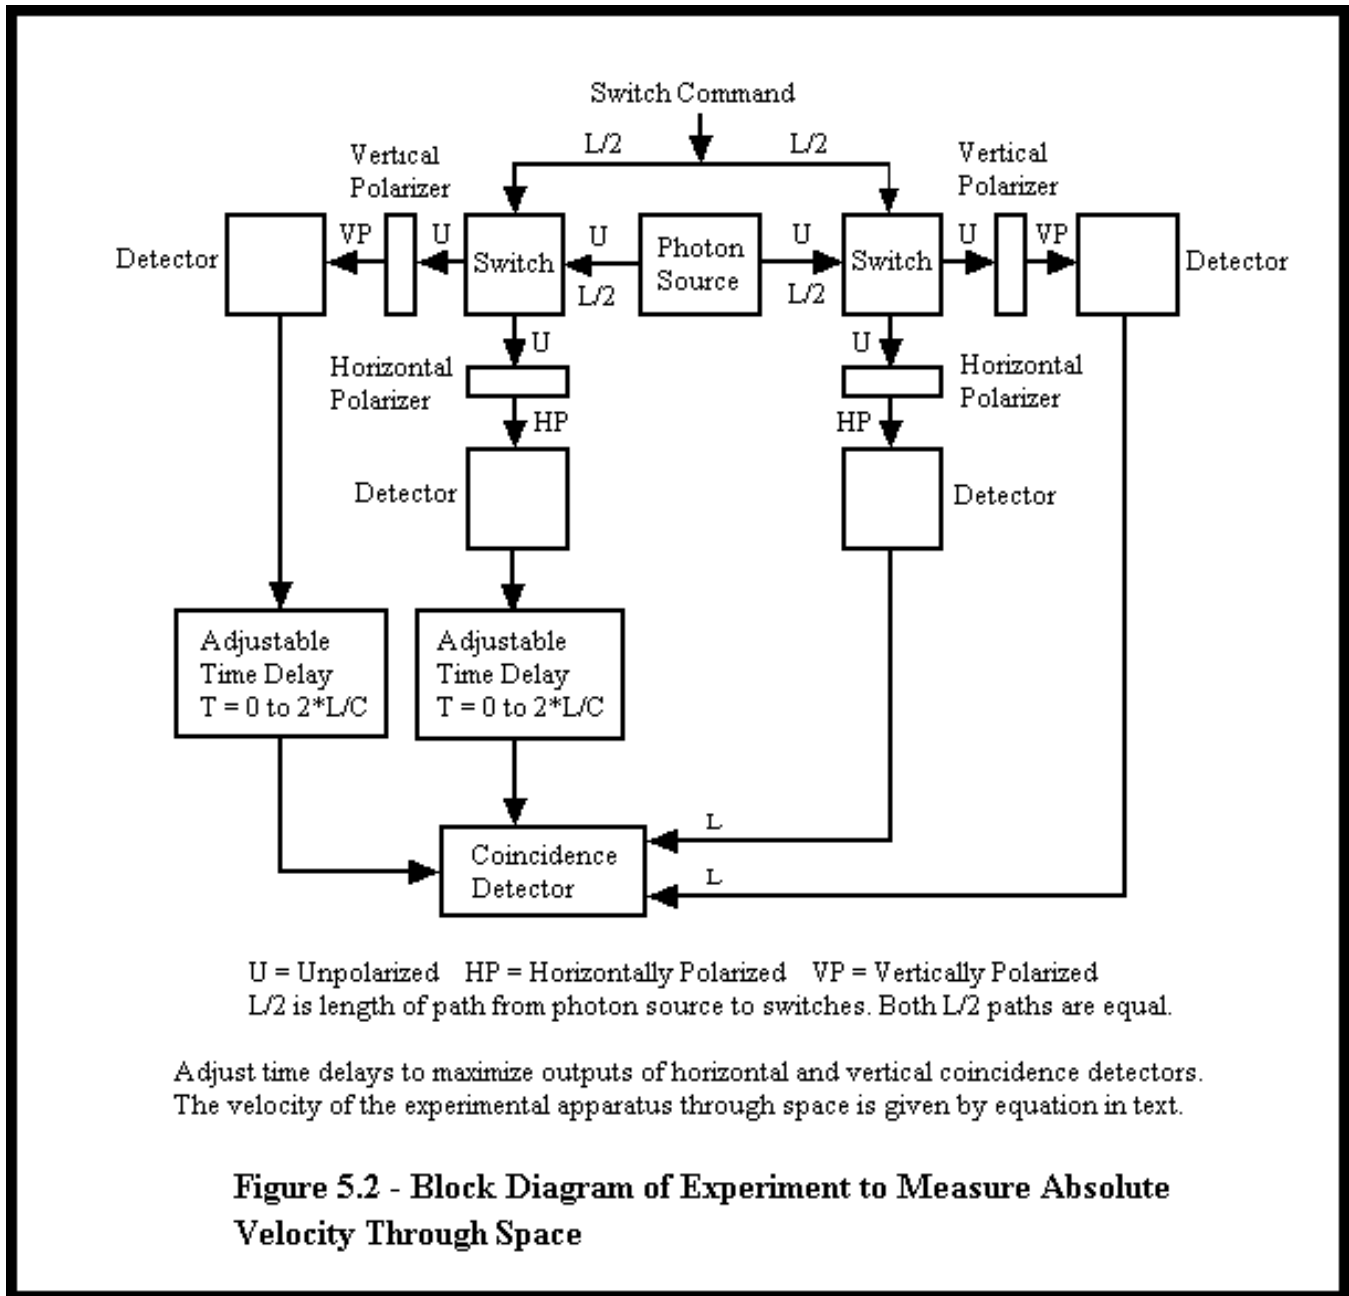 Switch Command
L/2
L/2
Vertical
Polarizer
Vertical
Polarizer
Detector
VP
U
Switch
U
L/2
Photon
Source
U
L/2
Switch
U
VP
Detector
U
Horizontal
Polarizer
HP
U
Horizontal
Polarizer
HP
Detector
Detector
Adjustable
Time Delay
T = 0 to 2*L/C
Adjustable
Time Delay
T = 0 to 2*L/C
L
L
Coincidence
Detector
U = Unpolarized HP = Horizontally Polarized VP = Vertically Polarized
L/2 is length of path from photon source to switches. Both L/2 paths are equal.
Adjust time delays to maximize outputs of horizontal and vertical coincidence detectors.
The velocity of the experimental apparatus through space is given by equation in text.
Figure 5.2 - Block Diagram of Experiment to Measure Absolute
Velocity Through Space